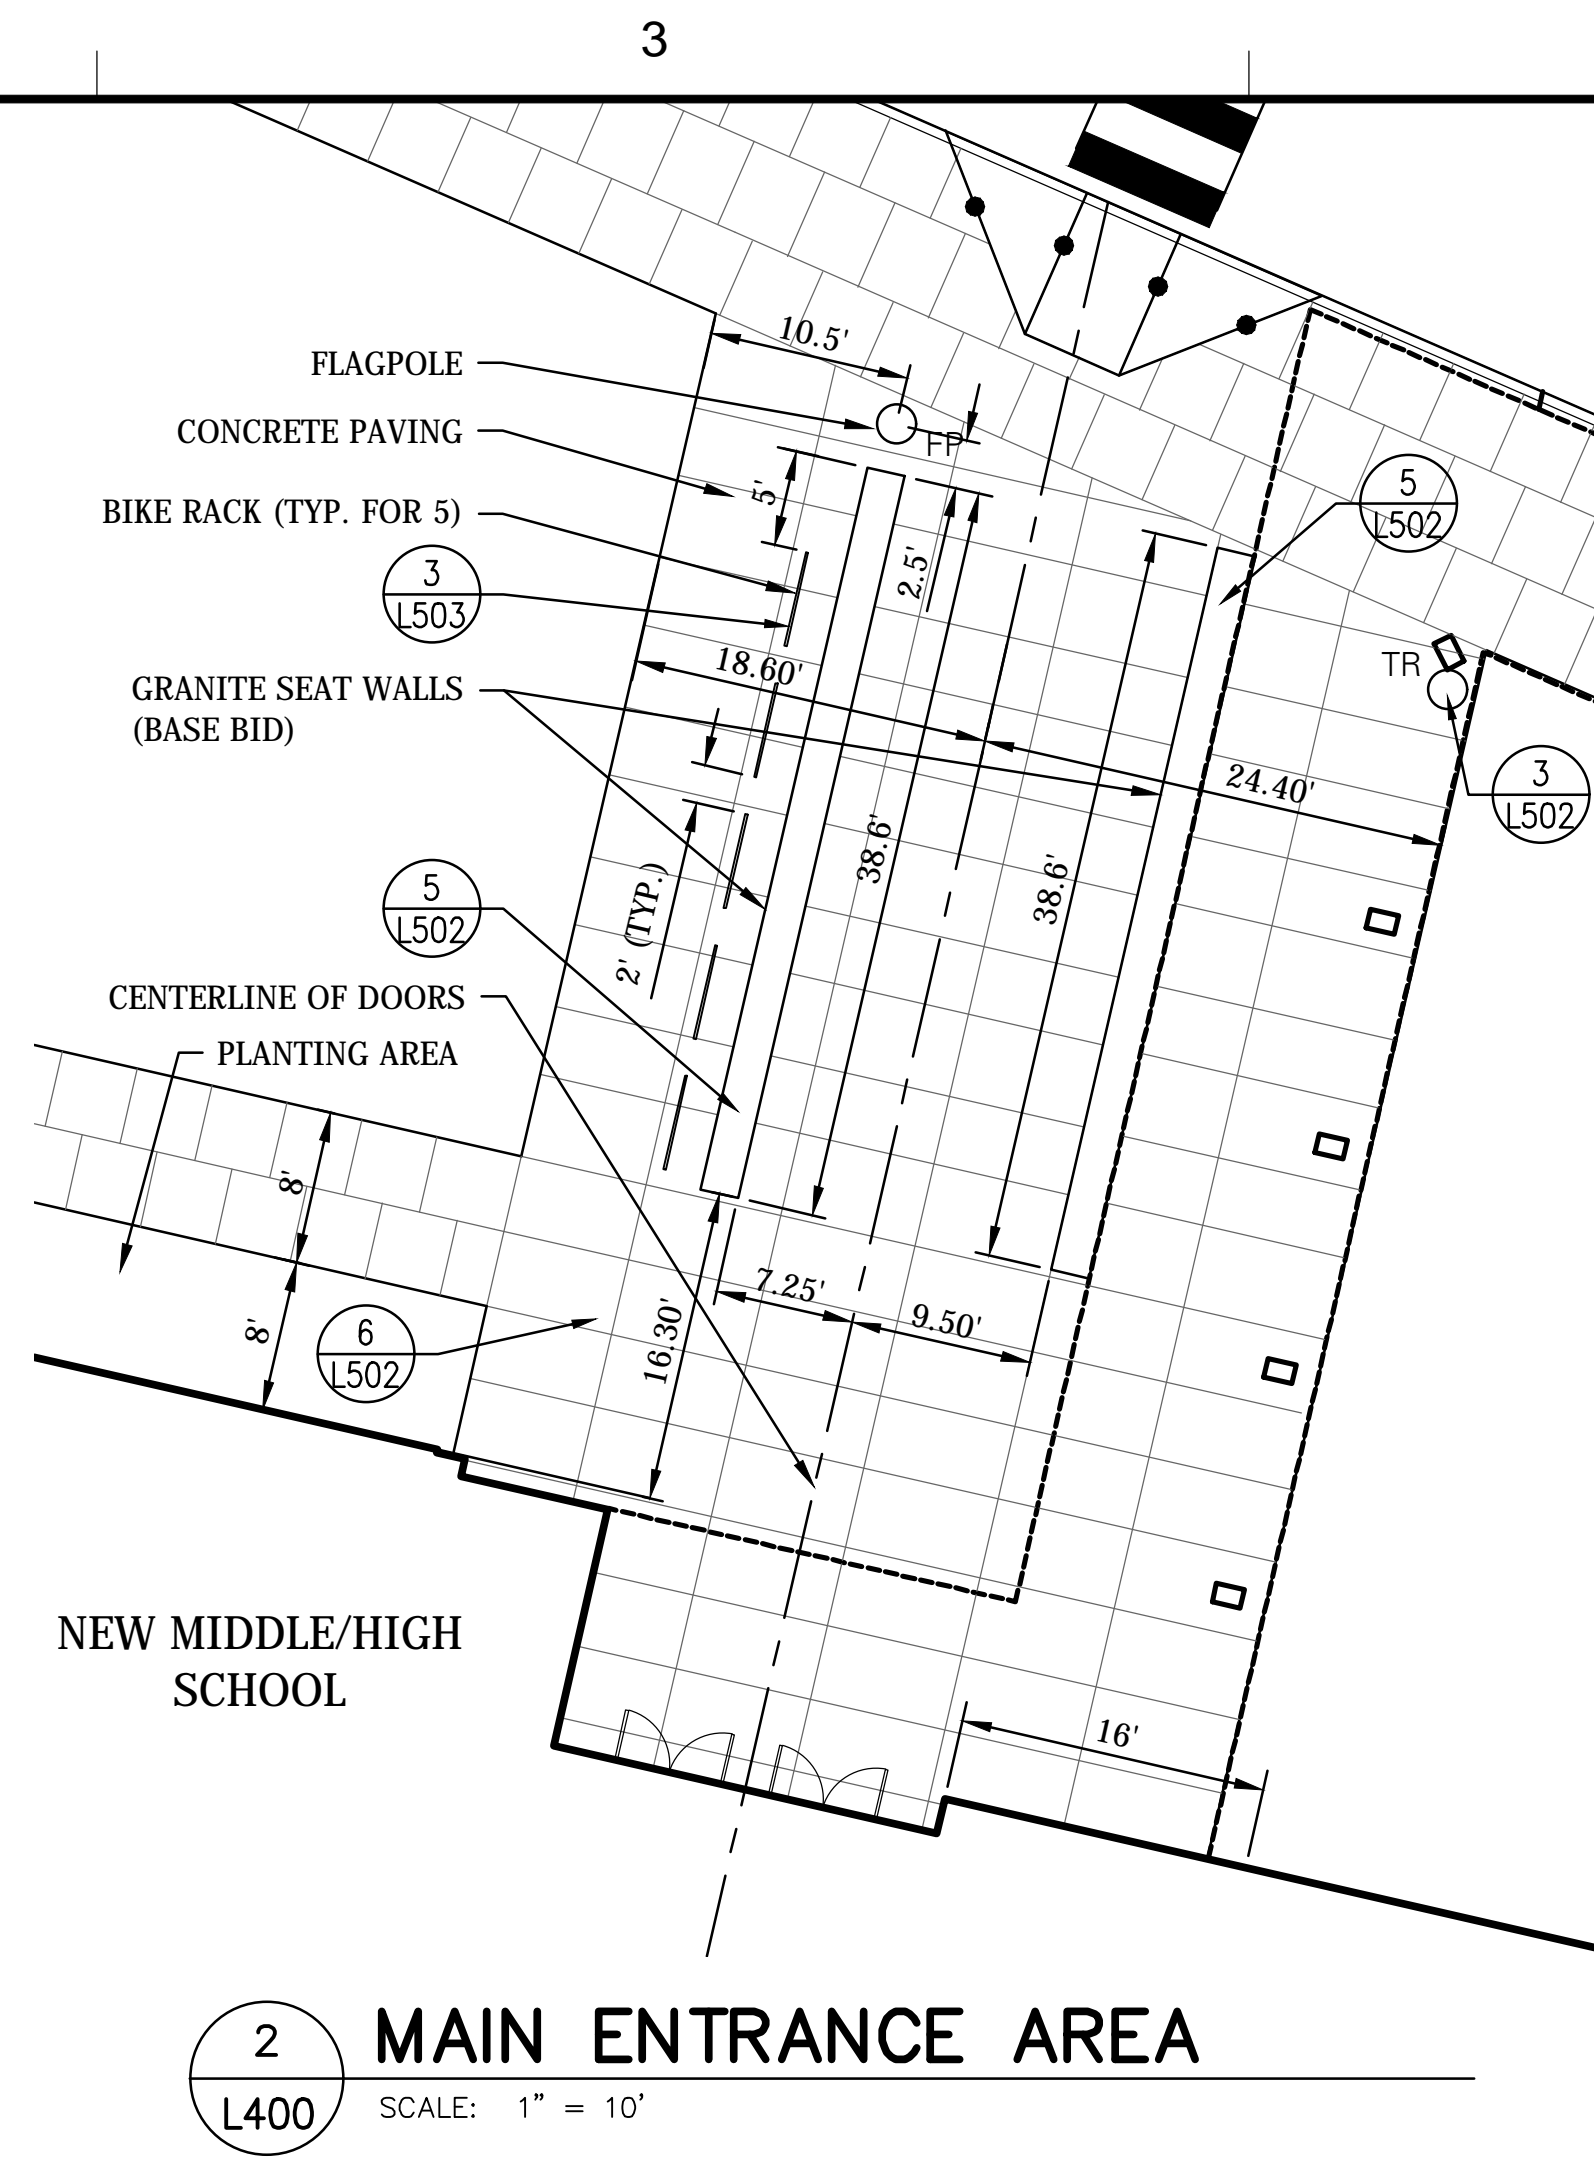 3
10.5'
FLAGPOLE
CONCRETE PAVING
FP
5'
BIKE RACK (TYP. FOR 5)
5
L502
3
L503
2.5'
18.60'
TR
GRANITE SEAT WALLS
(BASE BID)
24.40'
3
L502
38.6'
38.6'
2' (TYP.)
5
L502
CENTERLINE OF DOORS
PLANTING AREA
8'
8'
7.25'
9.50'
16.30'
6
L502
NEW MIDDLE/HIGH
SCHOOL
16'
2
L400
MAIN ENTRANCE AREA
SCALE: 1" = 10'